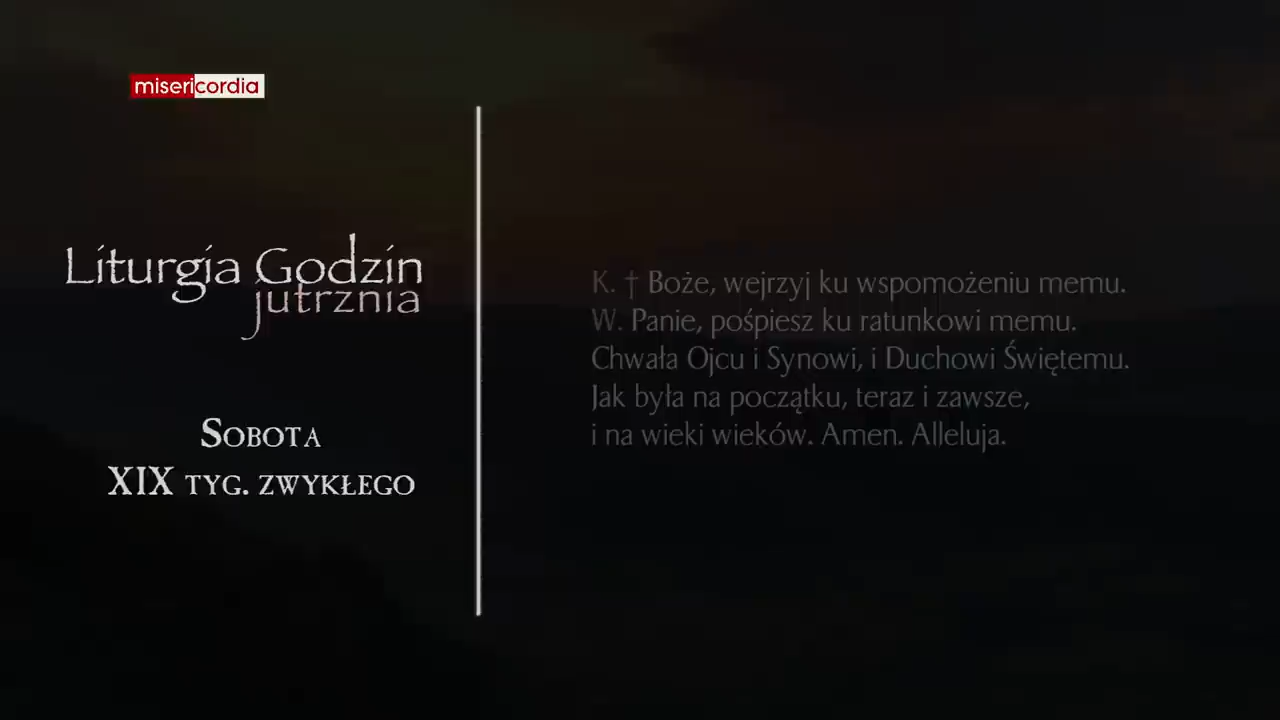 misericordia
Liturgia Godzin
jutrznia
Sobota
XIX tyg. zwykłego
K. † Boże, wejrzyj ku wspomożeniu memu.
W. Panie, pośpiesz ku ratunkowi memu.
Chwała Ojcu i Synowi, i Duchowi Świętemu.
Jak była na początku, teraz i zawsze,
i na wieki wieków. Amen. Alleluja.